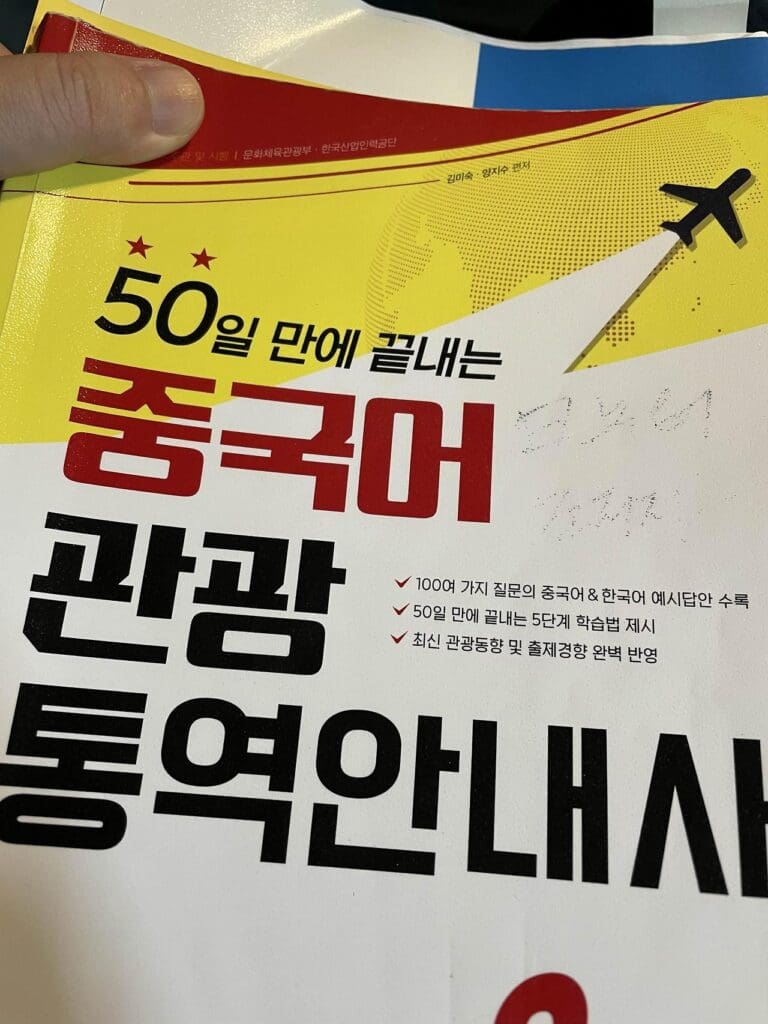 및 시행 | 문화체육관광부 · 한국산업인력공단
김미숙 · 양지수 편저
50일 만에 끝내는
중국어
관광
통역안내사
✓ 100여 가지 질문의 중국어 & 한국어 예시답안 수록
✓ 50일 만에 끝내는 5단계 학습법 제시
✓ 최신 관광동향 및 출제경향 완벽 반영